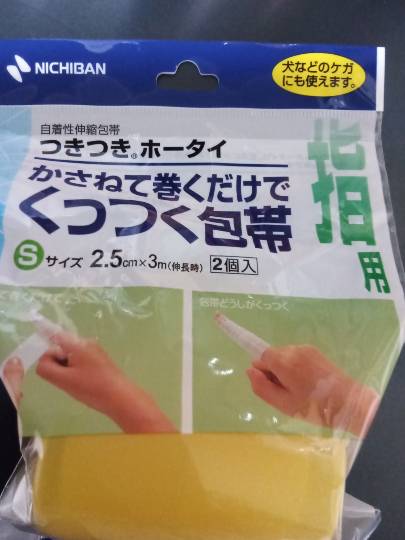 NICHIBAN
犬などのケガ
にも使えます。
自着性伸縮包帯
つきつき®ホータイ
かさねて巻くだけで
くっつく包帯
指用
Sサイズ 2.5cm×3m(伸長時) 2個入
包帯どうしがくっつく